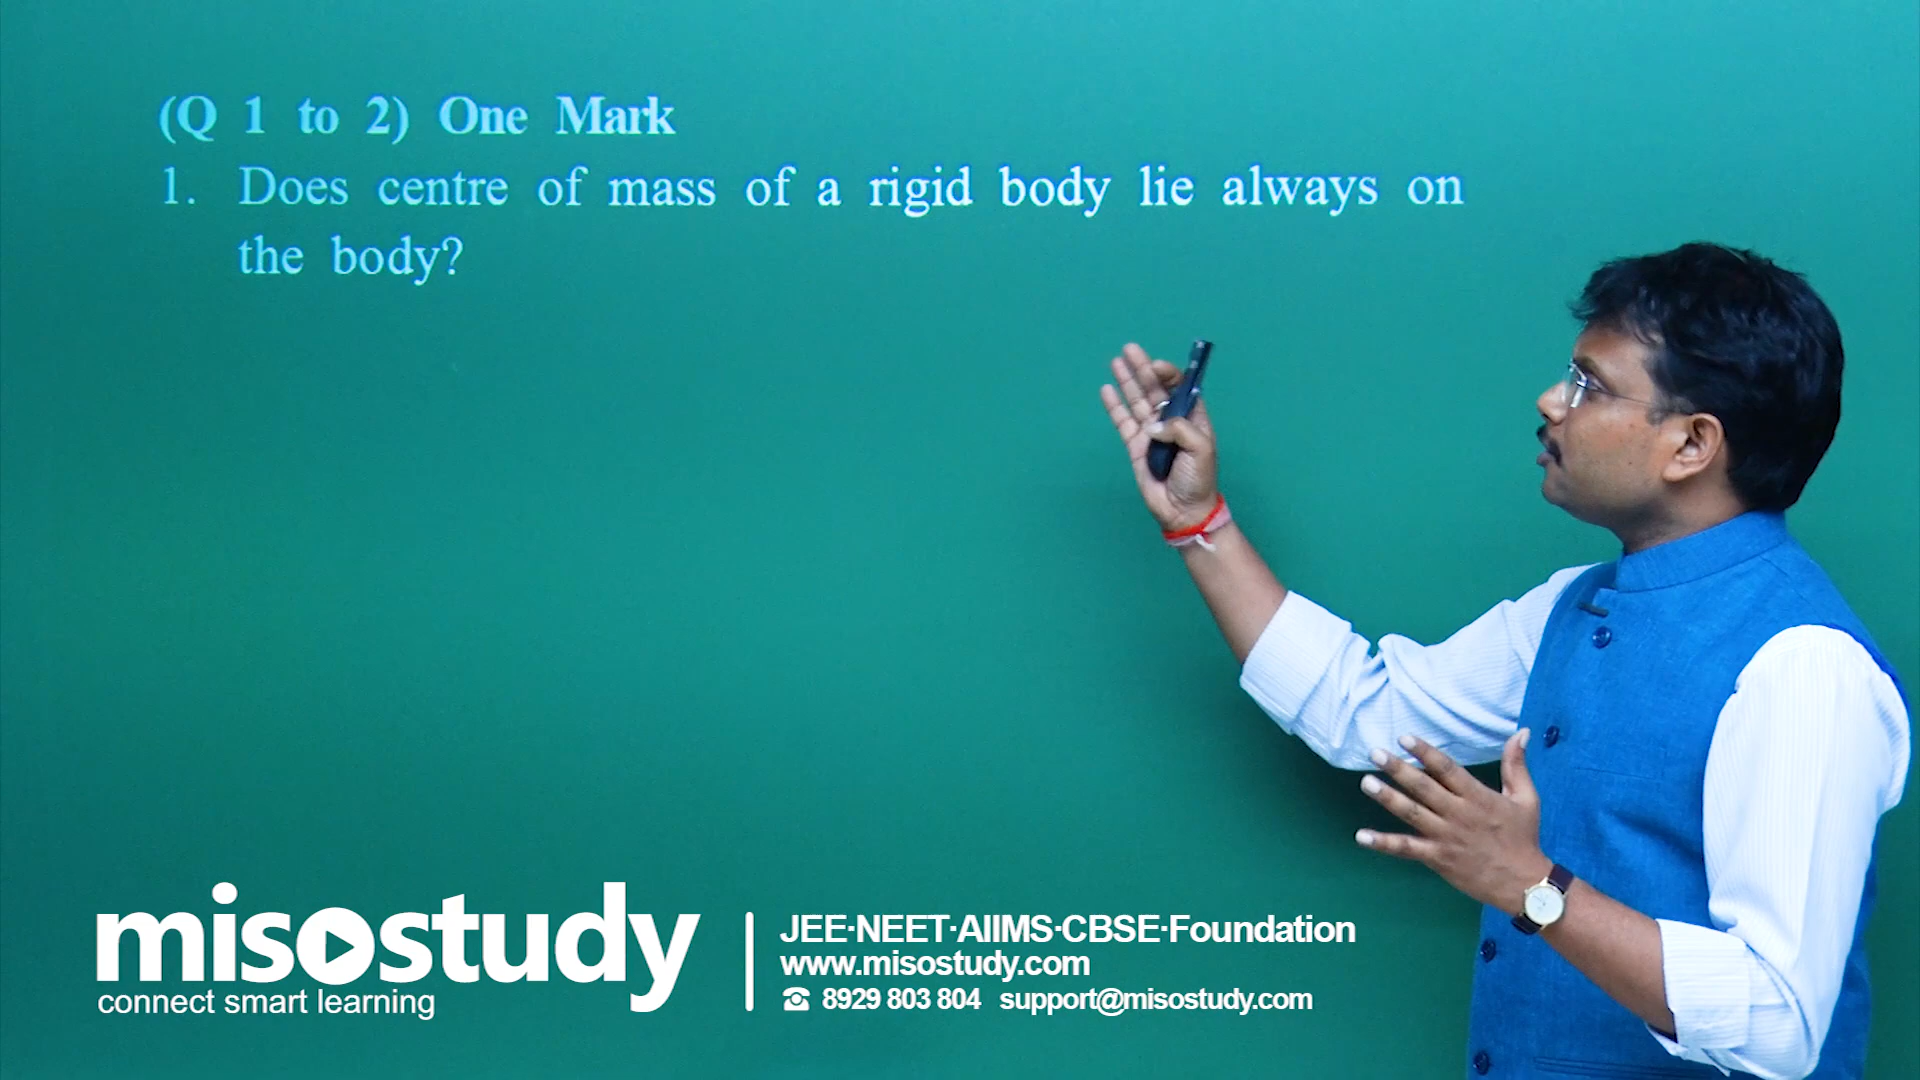 (Q 1 to 2) One Mark
1. Does centre of mass of a rigid body lie always on
the body?
misostudy
connect smart learning
JEE·NEET·AIIMS·CBSE·Foundation
www.misostudy.com
☎ 8929 803 804 support@misostudy.com